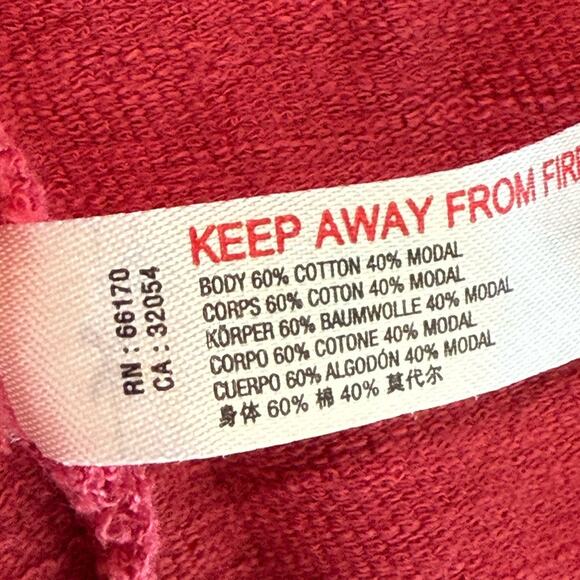 KEEP AWAY FROM FIRE
BODY 60% COTTON 40% MODAL
CORPS 60% COTON 40% MODAL
KÖRPER 60% BAUMWOLLE 40% MODAL
CORPO 60% COTONE 40% MODAL
CUERPO 60% ALGODÓN 40% MODAL
身体 60% 棉 40% 莫代尔
RN : 66170
CA : 32054